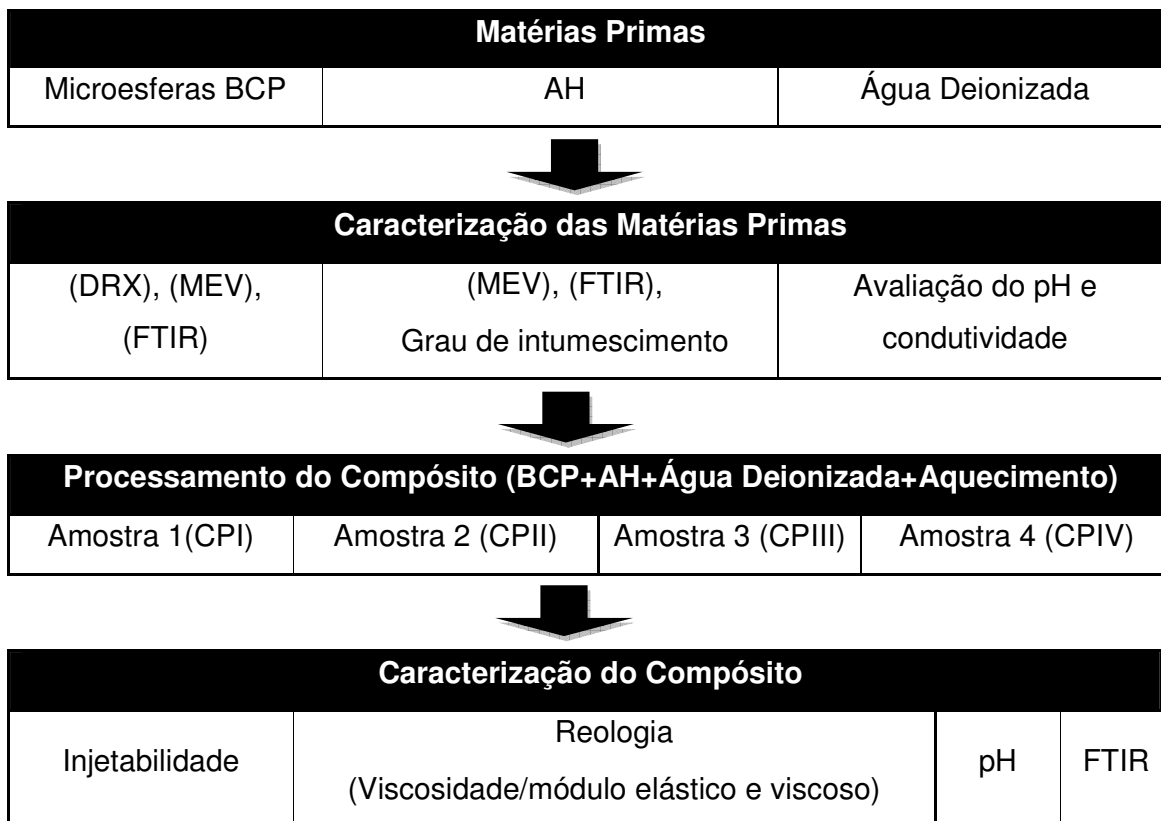 Matérias Primas
Microesferas BCP
AH
Água Deionizada
Caracterização das Matérias Primas
(DRX), (MEV),
(FTIR)
(MEV), (FTIR),
Grau de intumescimento
Avaliação do pH e
condutividade
Processamento do Compósito (BCP+AH+Água Deionizada+Aquecimento)
Amostra 1(CPI)
Amostra 2 (CPII)
Amostra 3 (CPIII)
Amostra 4 (CPIV)
Caracterização do Compósito
Injetabilidade
Reologia
(Viscosidade/módulo elástico e viscoso)
pH
FTIR